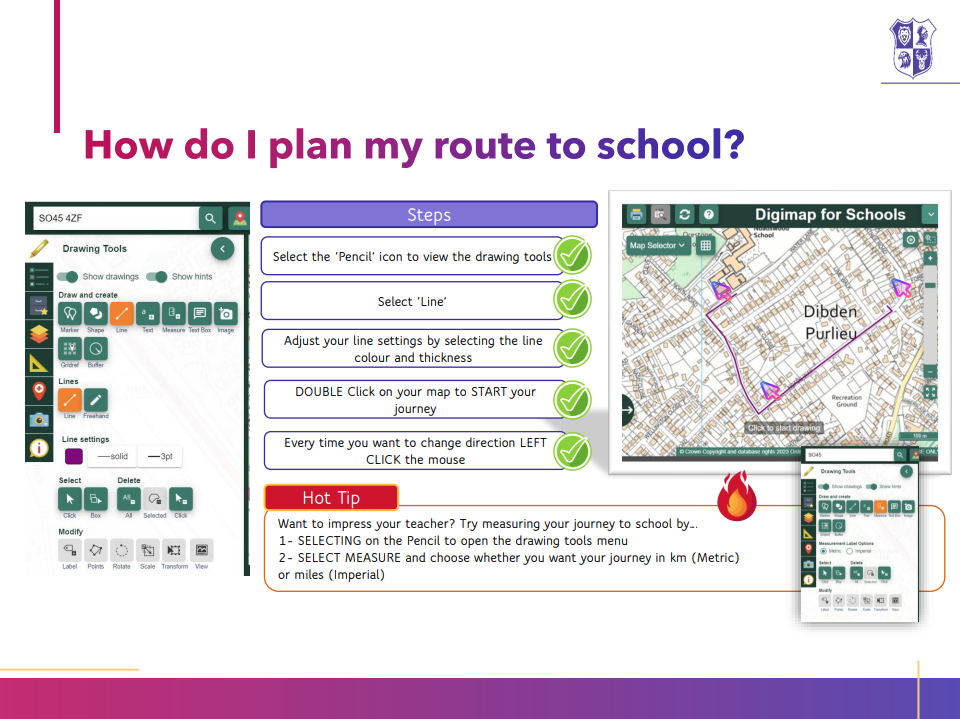 How do I plan my route to school?
SO45 4ZF
Drawing Tools
Show drawings Show hints
Draw and create
Marker Shape Line Text Measure Text Box Image
Gridref Buffer
Lines
Line Freehand
Line settings
solid 3pt
Select Delete
Click Box All Selected Click
Modify
Label Points Rotate Scale Transform View
Steps
Select the 'Pencil' icon to view the drawing tools
Select 'Line'
Adjust your line settings by selecting the line
colour and thickness
DOUBLE Click on your map to START your
journey
Every time you want to change direction LEFT
CLICK the mouse
Hot Tip
Want to impress your teacher? Try measuring your journey to school by...
1- SELECTING on the Pencil to open the drawing tools menu
2- SELECT MEASURE and choose whether you want your journey in km (Metric)
or miles (Imperial)
Digimap for Schools
Map Selector
School
Dibden
Purlieu
Recreation
Ground
Click to start drawing
100 m
© Crown Copyright and database rights 2023
SO45
Drawing Tools
Show drawings Show hints
Draw and create
Measurement Label Options
Metric Imperial
Select Delete
Modify
Label Points Rotate Scale Transform View